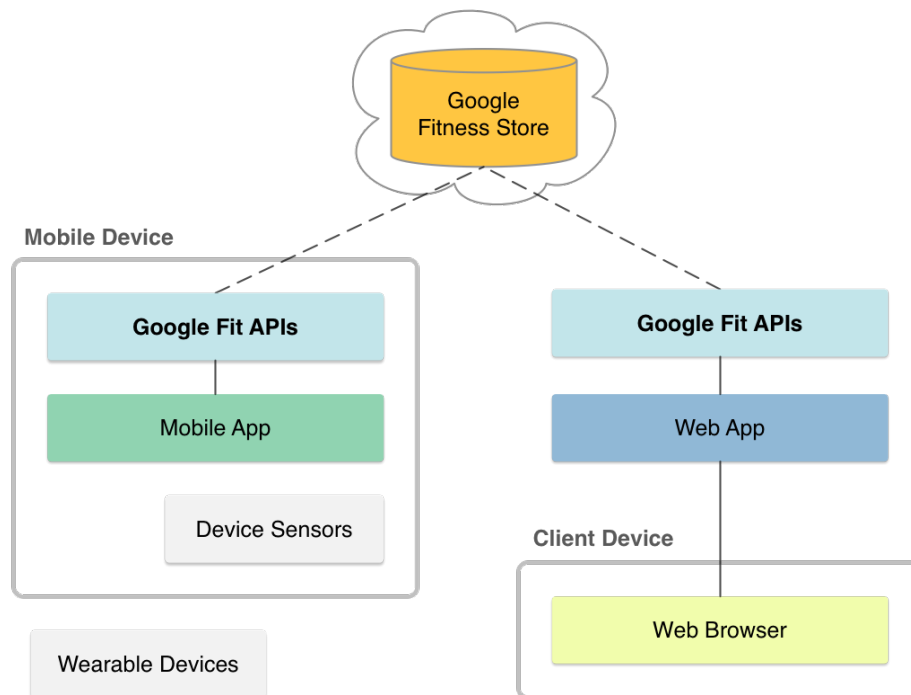 Google
Fitness Store
Mobile Device
Google Fit APIs
Google Fit APIs
Mobile App
Web App
Device Sensors
Client Device
Web Browser
Wearable Devices